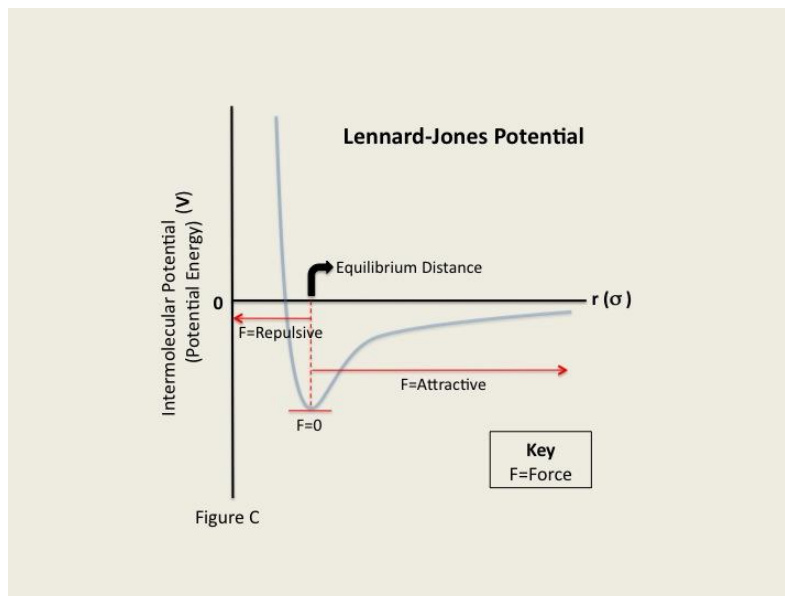 Lennard-Jones Potential
Intermolecular Potential (V)
(Potential Energy)
Equilibrium Distance
0
r (σ)
F=Repulsive
F=Attractive
F=0
Key
F=Force
Figure C